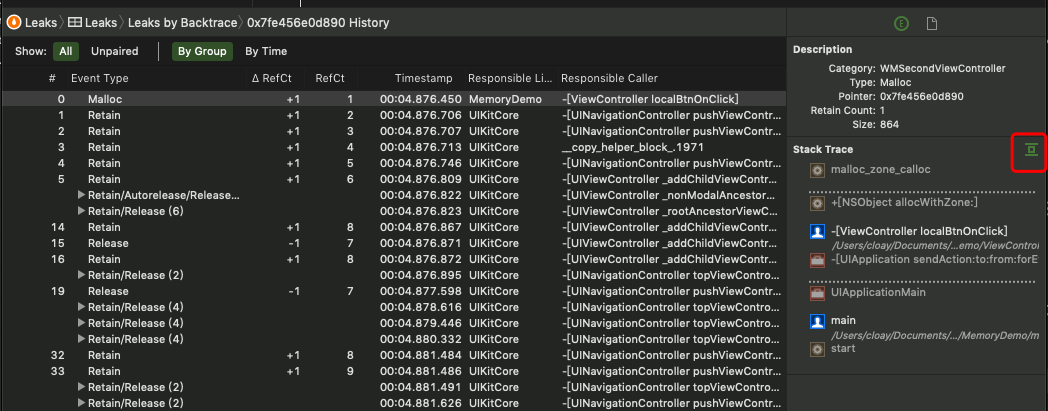 Leaks 〉 Leaks 〉 Leaks by Backtrace 〉 0x7fe456e0d890 History
Show: All Unpaired By Group By Time
# Event Type Δ RefCt RefCt Timestamp Responsible Li... Responsible Caller
0 Malloc +1 1 00:04.876.450 MemoryDemo -[ViewController localBtnOnClick]
1 Retain +1 2 00:04.876.706 UIKitCore -[UINavigationController pushViewContr...
2 Retain +1 3 00:04.876.707 UIKitCore -[UINavigationController pushViewContr...
3 Retain +1 4 00:04.876.713 UIKitCore __copy_helper_block_.1971
4 Retain +1 5 00:04.876.746 UIKitCore -[UINavigationController pushViewContr...
5 Retain +1 6 00:04.876.809 UIKitCore -[UIViewController _addChildViewContro...
Retain/Autorelease/Release... 00:04.876.822 UIKitCore -[UIViewController _nonModalAncestor...
Retain/Release (6) 00:04.876.823 UIKitCore -[UIViewController _rootAncestorViewC...
14 Retain +1 8 00:04.876.867 UIKitCore -[UIViewController _addChildViewContro...
15 Release -1 7 00:04.876.871 UIKitCore -[UIViewController _addChildViewContro...
16 Retain +1 8 00:04.876.872 UIKitCore -[UIViewController _addChildViewContro...
Retain/Release (2) 00:04.876.895 UIKitCore -[UINavigationController topViewContro...
19 Release -1 7 00:04.877.598 UIKitCore -[UINavigationController pushViewContr...
Retain/Release (4) 00:04.878.616 UIKitCore -[UINavigationController topViewContro...
Retain/Release (4) 00:04.879.446 UIKitCore -[UINavigationController topViewContro...
Retain/Release (4) 00:04.880.332 UIKitCore -[UINavigationController topViewContro...
32 Retain +1 8 00:04.881.484 UIKitCore -[UINavigationController pushViewContr...
33 Retain +1 9 00:04.881.486 UIKitCore -[UINavigationController pushViewContr...
Retain/Release (2) 00:04.881.491 UIKitCore -[UINavigationController topViewContro...
Retain/Release (2) 00:04.881.626 UIKitCore -[UINavigationController pushViewContr...
E
Description
Category: WMSecondViewController
Type: Malloc
Pointer: 0x7fe456e0d890
Retain Count: 1
Size: 864
Stack Trace
malloc_zone_calloc
+[NSObject allocWithZone:]
-[ViewController localBtnOnClick]
/Users/cloay/Documents/...emo/ViewControl
-[UIApplication sendAction:to:from:forE
UIApplicationMain
main
/Users/cloay/Documents/.../MemoryDemo/m
start